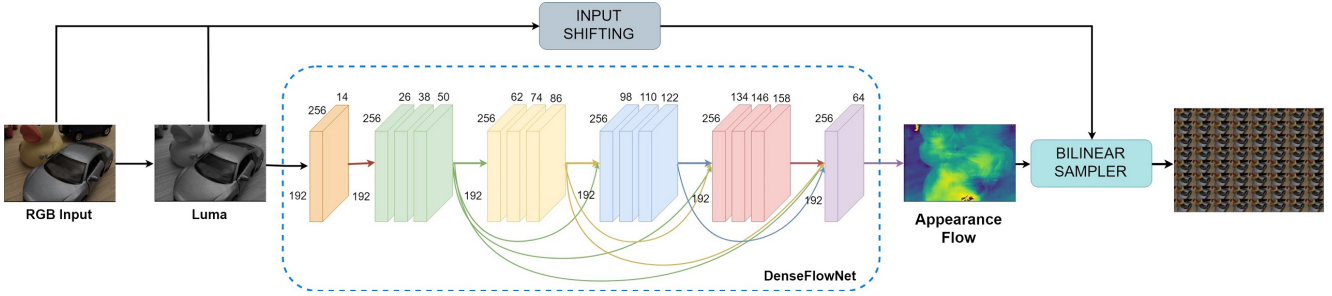 INPUT
SHIFTING
14
256
192
26 38 50
256
192
62 74 86
256
192
98 110 122
256
192
134 146 158
256
192
64
256
192
RGB Input
Luma
DenseFlowNet
Appearance
Flow
BILINEAR
SAMPLER